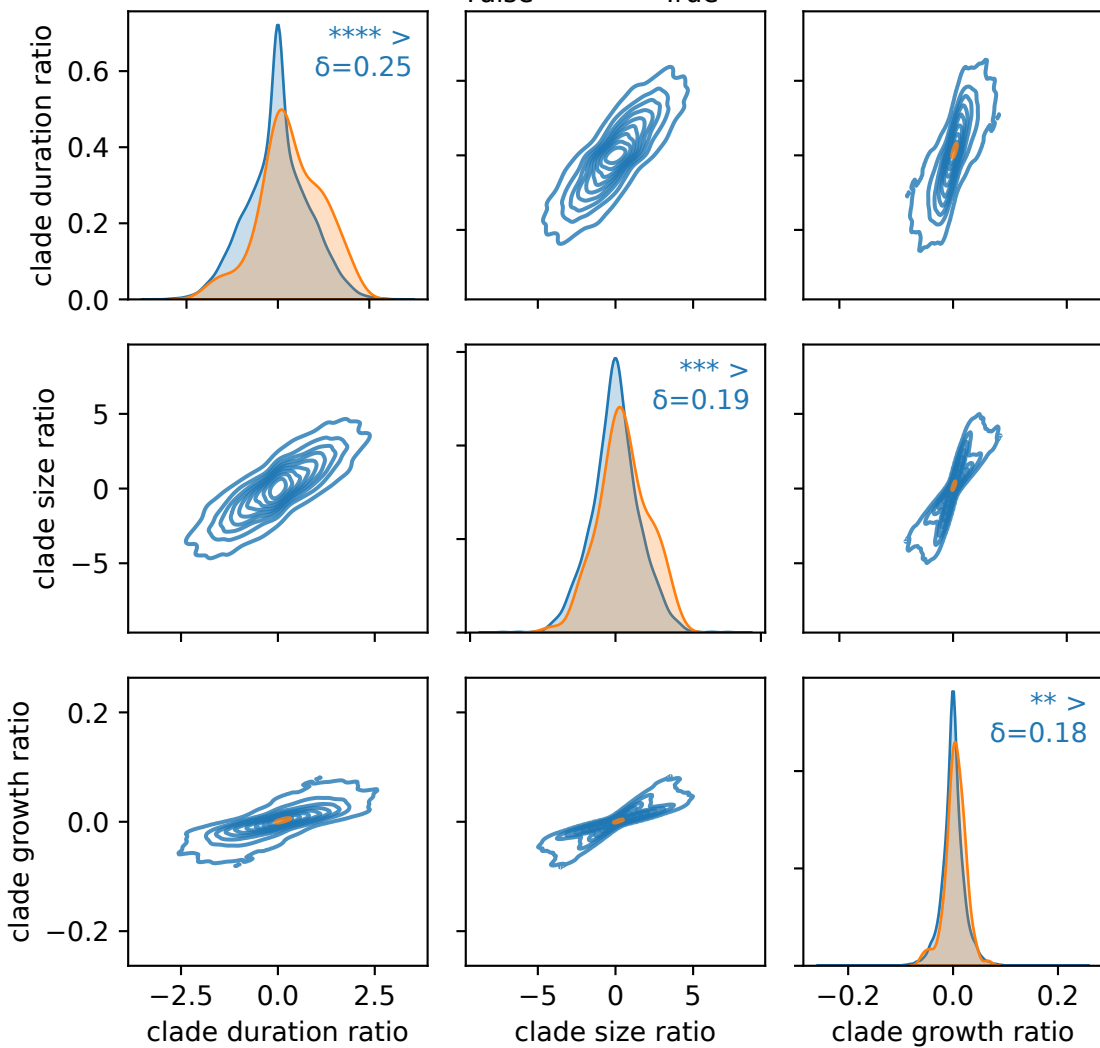 clade duration ratio
0.6
0.4
0.2
0.0
**** >
δ=0.25
clade size ratio
5
0
−5
*** >
δ=0.19
clade growth ratio
0.2
0.0
−0.2
** >
δ=0.18
−2.5 0.0 2.5
−5 0 5
−0.2 0.0 0.2
clade duration ratio
clade size ratio
clade growth ratio